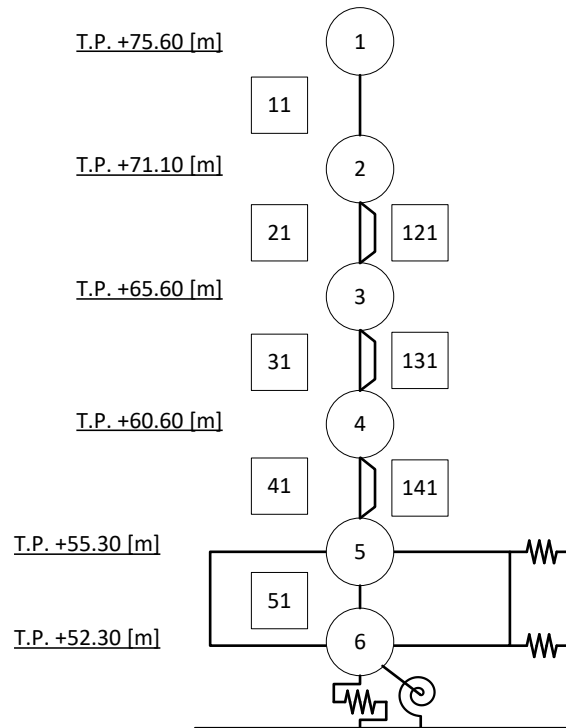 T.P. +75.60 [m]
1
11
T.P. +71.10 [m]
2
21
121
T.P. +65.60 [m]
3
31
131
T.P. +60.60 [m]
4
41
141
T.P. +55.30 [m]
5
51
T.P. +52.30 [m]
6